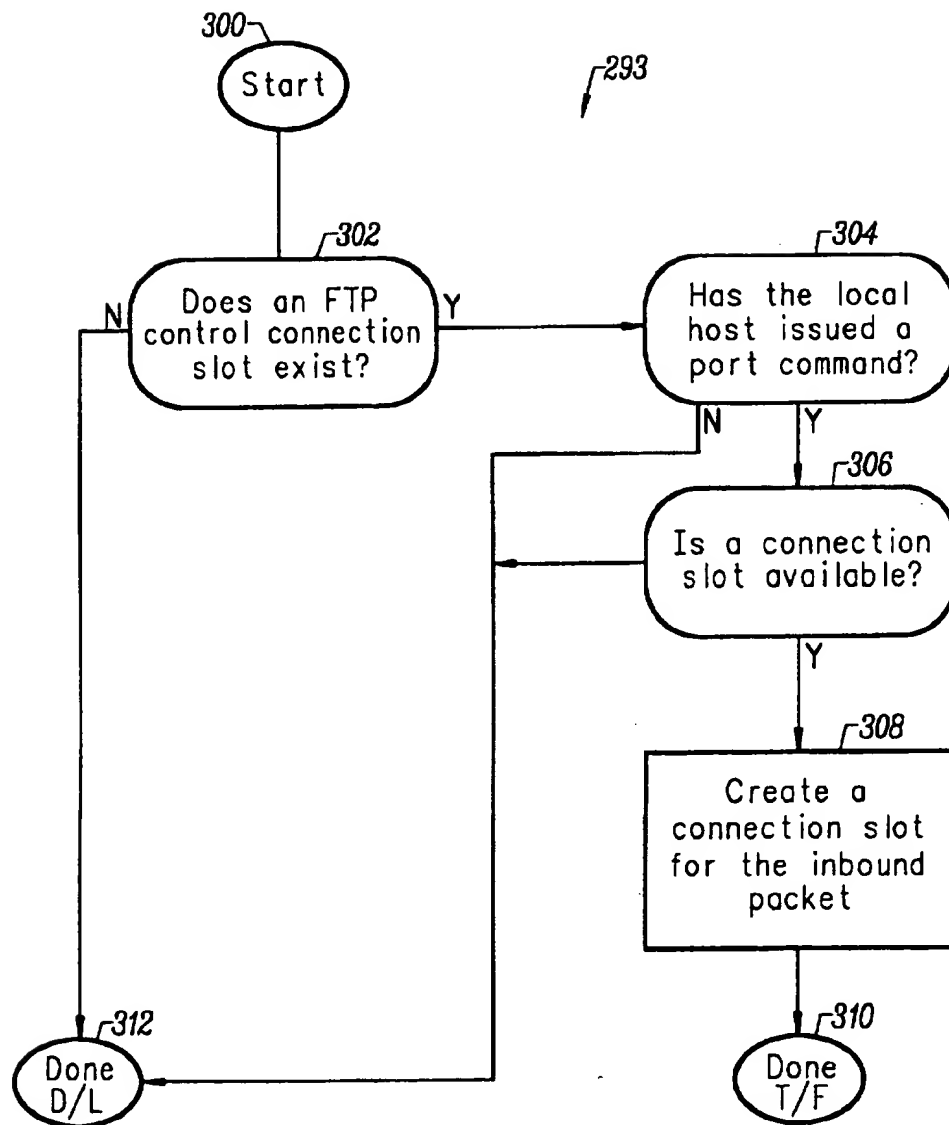 300
Start
293
302
Does an FTP
control connection
slot exist?
N
Y
304
Has the local
host issued a
port command?
N
Y
306
Is a connection
slot available?
Y
308
Create a
connection slot
for the inbound
packet
312
Done
D/L
310
Done
T/F